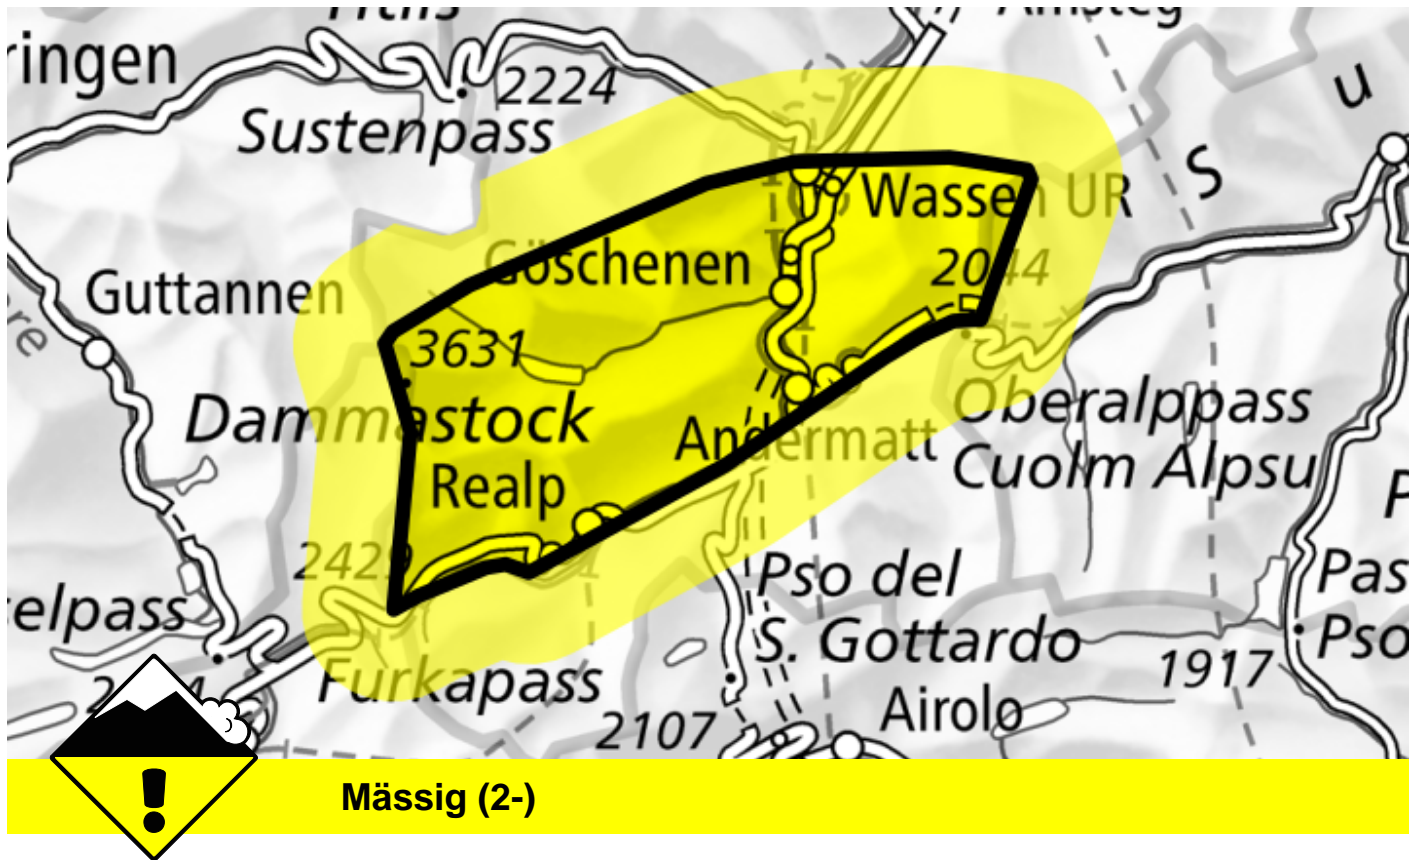 ringen
2224
Sustenpass
u
S
Wassen UR
Göschenen
2044
Guttannen
3631
Dammastock
Oberalppass
Andermatt
Cuolm Alpsu
Realp
P
2429
Pso del
Pas
selpass
S. Gottardo
Pso
1917
Furkapass
Airolo
2107
Mässig (2-)